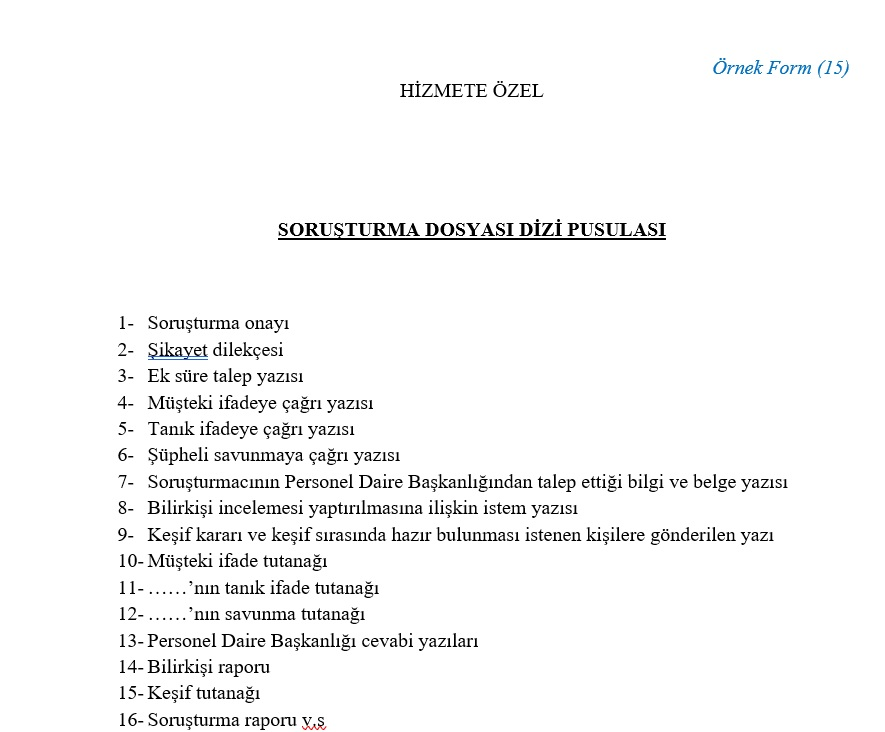 Örnek Form (15)
HİZMETE ÖZEL
SORUŞTURMA DOSYASI DİZİ PUSULASI
1- Soruşturma onayı
2- Şikayet dilekçesi
3- Ek süre talep yazısı
4- Müşteki ifadeye çağrı yazısı
5- Tanık ifadeye çağrı yazısı
6- Şüpheli savunmaya çağrı yazısı
7- Soruşturmacının Personel Daire Başkanlığından talep ettiği bilgi ve belge yazısı
8- Bilirkişi incelemesi yaptırılmasına ilişkin istem yazısı
9- Keşif kararı ve keşif sırasında hazır bulunması istenen kişilere gönderilen yazı
10- Müşteki ifade tutanağı
11- ……’nın tanık ifade tutanağı
12- ……’nın savunma tutanağı
13- Personel Daire Başkanlığı cevabi yazıları
14- Bilirkişi raporu
15- Keşif tutanağı
16- Soruşturma raporu v.s